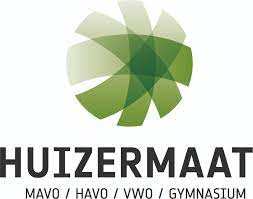 HUIZERMAAT
MAVO / HAVO / VWO / GYMNASIUM